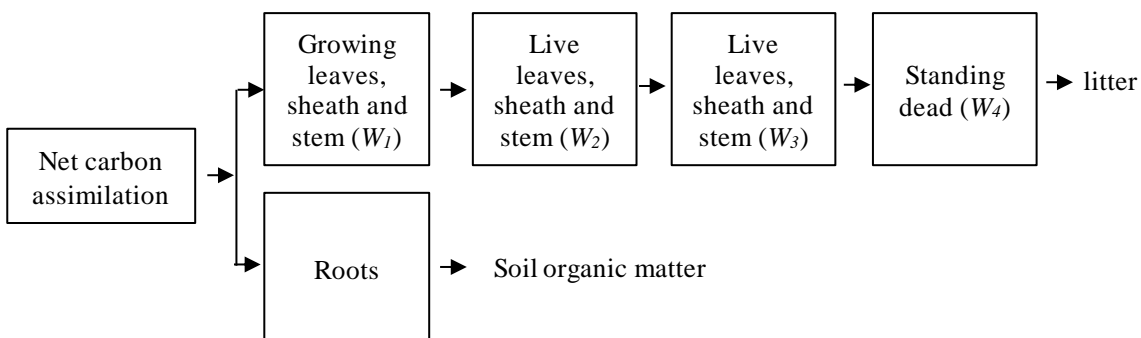 Growing
leaves,
sheath and
stem (W1)
Live
leaves,
sheath and
stem (W2)
Live
leaves,
sheath and
stem (W3)
Standing
dead (W4)
litter
Net carbon
assimilation
Roots
Soil organic matter